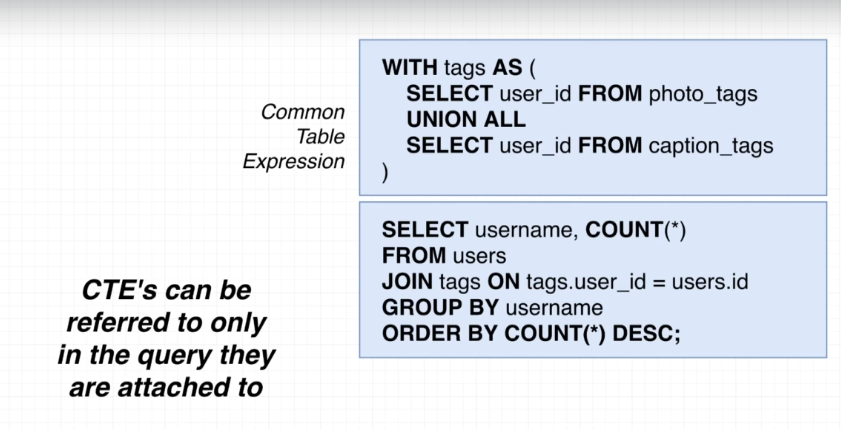 Common
Table
Expression
WITH tags AS (
SELECT user_id FROM photo_tags
UNION ALL
SELECT user_id FROM caption_tags
)
SELECT username, COUNT(*)
FROM users
JOIN tags ON tags.user_id = users.id
GROUP BY username
ORDER BY COUNT(*) DESC;
CTE's can be
referred to only
in the query they
are attached to